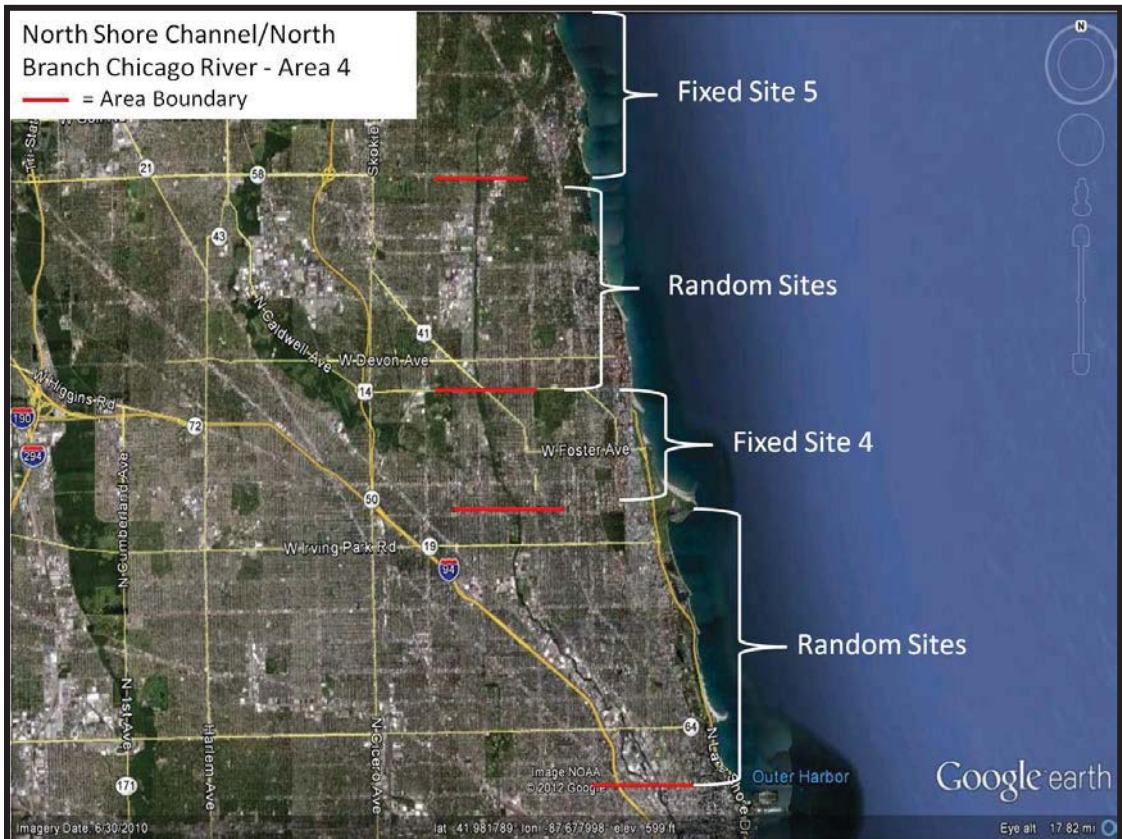 North Shore Channel/North
Branch Chicago River - Area 4
= Area Boundary
Fixed Site 5
Tri-Stat
Skokie
21
58
43
Random Sites
N Caldwell Ave
41
W Devon Ave
14
W Higgins Rd
190
72
294
Fixed Site 4
W Foster Ave
N Cumberland Ave
50
W Irving Park Rd
19
94
Random Sites
N 1st Ave
Harlem Ave
N Cicero Ave
64
171
Image NOAA
© 2012 Google
Outer Harbor
Google earth
Imagery Date: 6/30/2010
lat 41.981789 lon -87.677998 elev 599 ft
Eye alt 17.82 mi
N